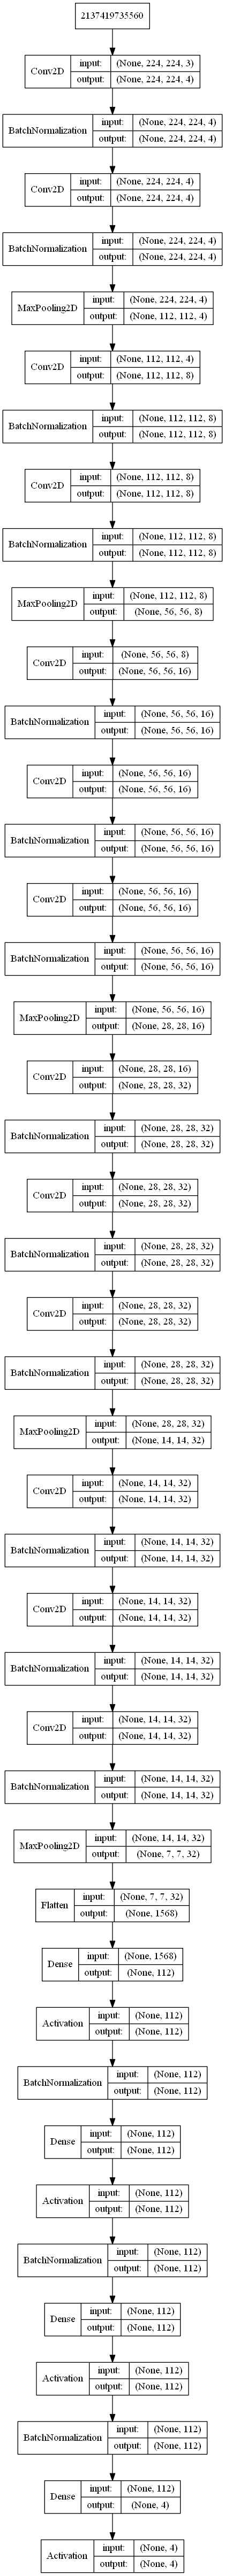 2137419735560
Conv2D input: (None, 224, 224, 3)
output: (None, 224, 224, 4)
BatchNormalization input: (None, 224, 224, 4)
output: (None, 224, 224, 4)
Conv2D input: (None, 224, 224, 4)
output: (None, 224, 224, 4)
BatchNormalization input: (None, 224, 224, 4)
output: (None, 224, 224, 4)
MaxPooling2D input: (None, 224, 224, 4)
output: (None, 112, 112, 4)
Conv2D input: (None, 112, 112, 4)
output: (None, 112, 112, 8)
BatchNormalization input: (None, 112, 112, 8)
output: (None, 112, 112, 8)
Conv2D input: (None, 112, 112, 8)
output: (None, 112, 112, 8)
BatchNormalization input: (None, 112, 112, 8)
output: (None, 112, 112, 8)
MaxPooling2D input: (None, 112, 112, 8)
output: (None, 56, 56, 8)
Conv2D input: (None, 56, 56, 8)
output: (None, 56, 56, 16)
BatchNormalization input: (None, 56, 56, 16)
output: (None, 56, 56, 16)
Conv2D input: (None, 56, 56, 16)
output: (None, 56, 56, 16)
BatchNormalization input: (None, 56, 56, 16)
output: (None, 56, 56, 16)
Conv2D input: (None, 56, 56, 16)
output: (None, 56, 56, 16)
BatchNormalization input: (None, 56, 56, 16)
output: (None, 56, 56, 16)
MaxPooling2D input: (None, 56, 56, 16)
output: (None, 28, 28, 16)
Conv2D input: (None, 28, 28, 16)
output: (None, 28, 28, 32)
BatchNormalization input: (None, 28, 28, 32)
output: (None, 28, 28, 32)
Conv2D input: (None, 28, 28, 32)
output: (None, 28, 28, 32)
BatchNormalization input: (None, 28, 28, 32)
output: (None, 28, 28, 32)
Conv2D input: (None, 28, 28, 32)
output: (None, 28, 28, 32)
BatchNormalization input: (None, 28, 28, 32)
output: (None, 28, 28, 32)
MaxPooling2D input: (None, 28, 28, 32)
output: (None, 14, 14, 32)
Conv2D input: (None, 14, 14, 32)
output: (None, 14, 14, 32)
BatchNormalization input: (None, 14, 14, 32)
output: (None, 14, 14, 32)
Conv2D input: (None, 14, 14, 32)
output: (None, 14, 14, 32)
BatchNormalization input: (None, 14, 14, 32)
output: (None, 14, 14, 32)
Conv2D input: (None, 14, 14, 32)
output: (None, 14, 14, 32)
BatchNormalization input: (None, 14, 14, 32)
output: (None, 14, 14, 32)
MaxPooling2D input: (None, 14, 14, 32)
output: (None, 7, 7, 32)
Flatten input: (None, 7, 7, 32)
output: (None, 1568)
Dense input: (None, 1568)
output: (None, 112)
Activation input: (None, 112)
output: (None, 112)
BatchNormalization input: (None, 112)
output: (None, 112)
Dense input: (None, 112)
output: (None, 112)
Activation input: (None, 112)
output: (None, 112)
BatchNormalization input: (None, 112)
output: (None, 112)
Dense input: (None, 112)
output: (None, 112)
Activation input: (None, 112)
output: (None, 112)
BatchNormalization input: (None, 112)
output: (None, 112)
Dense input: (None, 112)
output: (None, 4)
Activation input: (None, 4)
output: (None, 4)